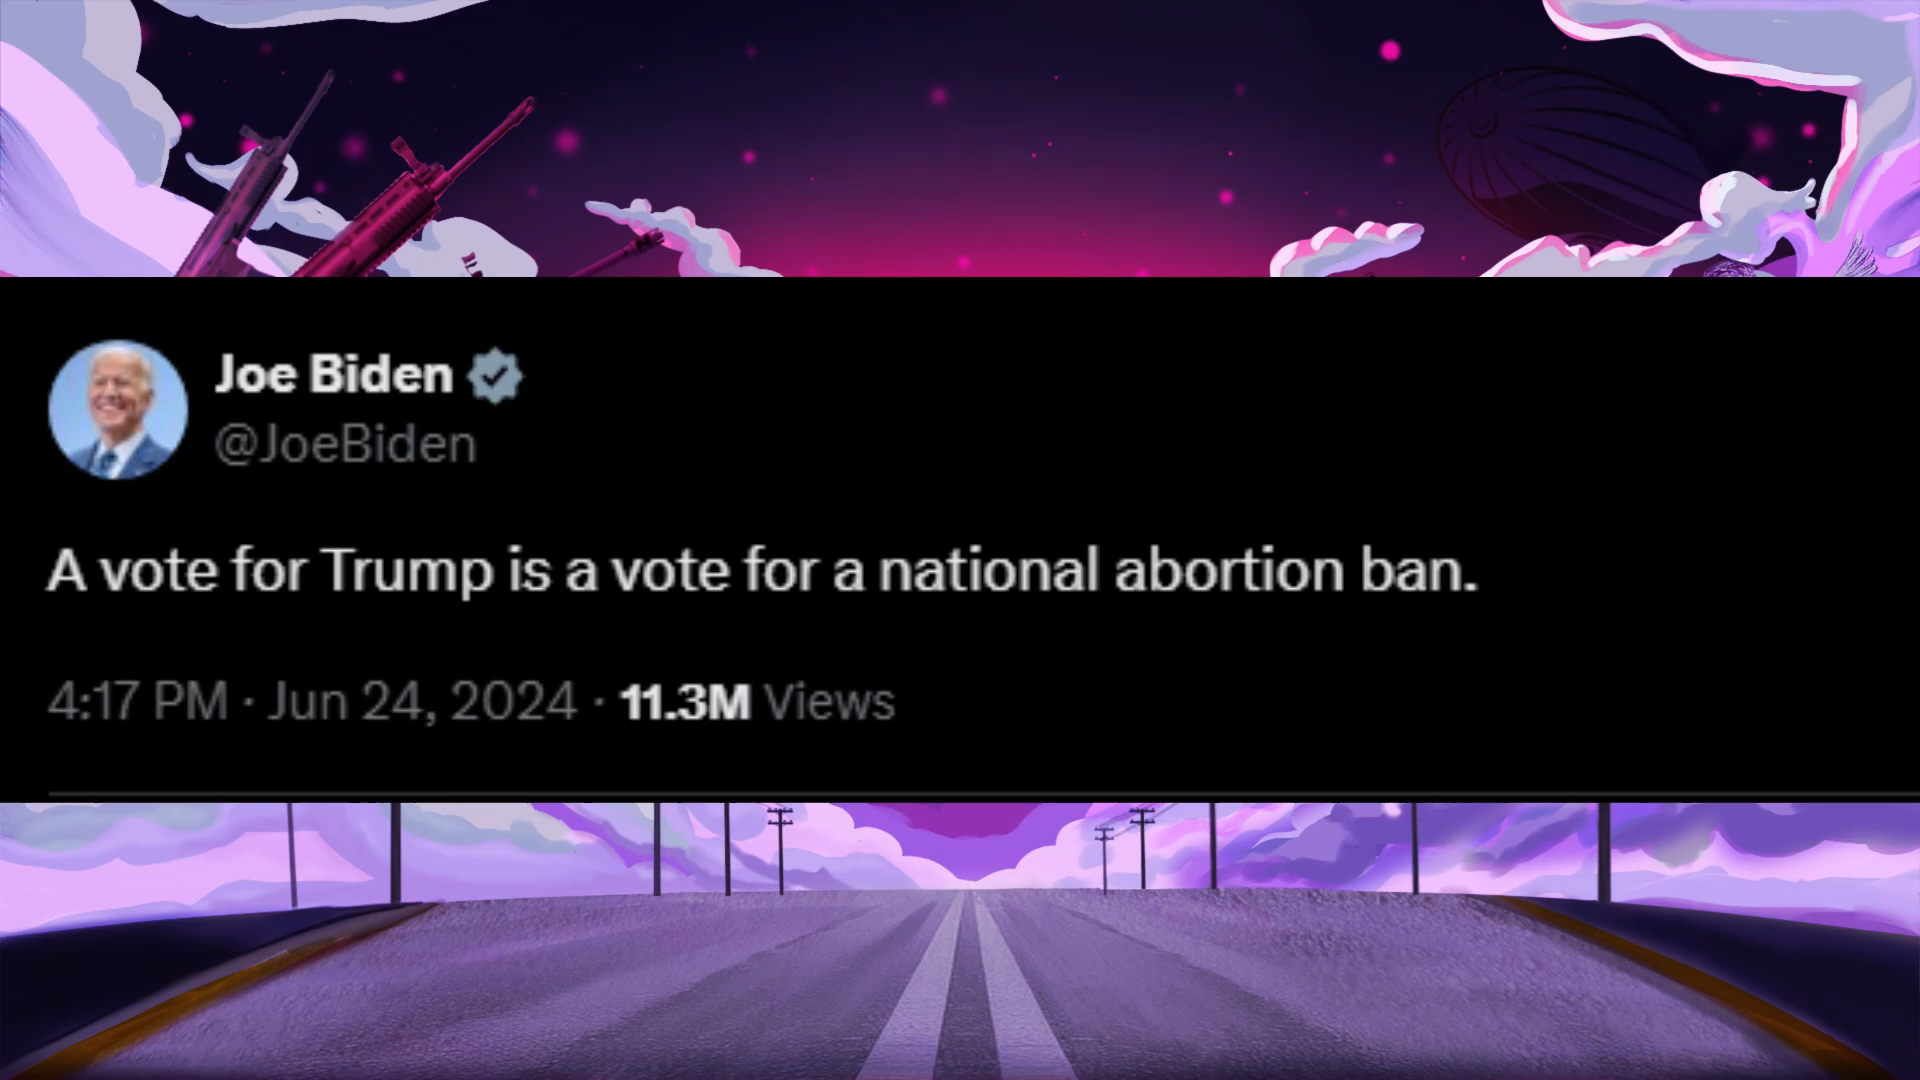 Joe Biden
@JoeBiden
A vote for Trump is a vote for a national abortion ban.
4:17 PM · Jun 24, 2024 · 11.3M Views